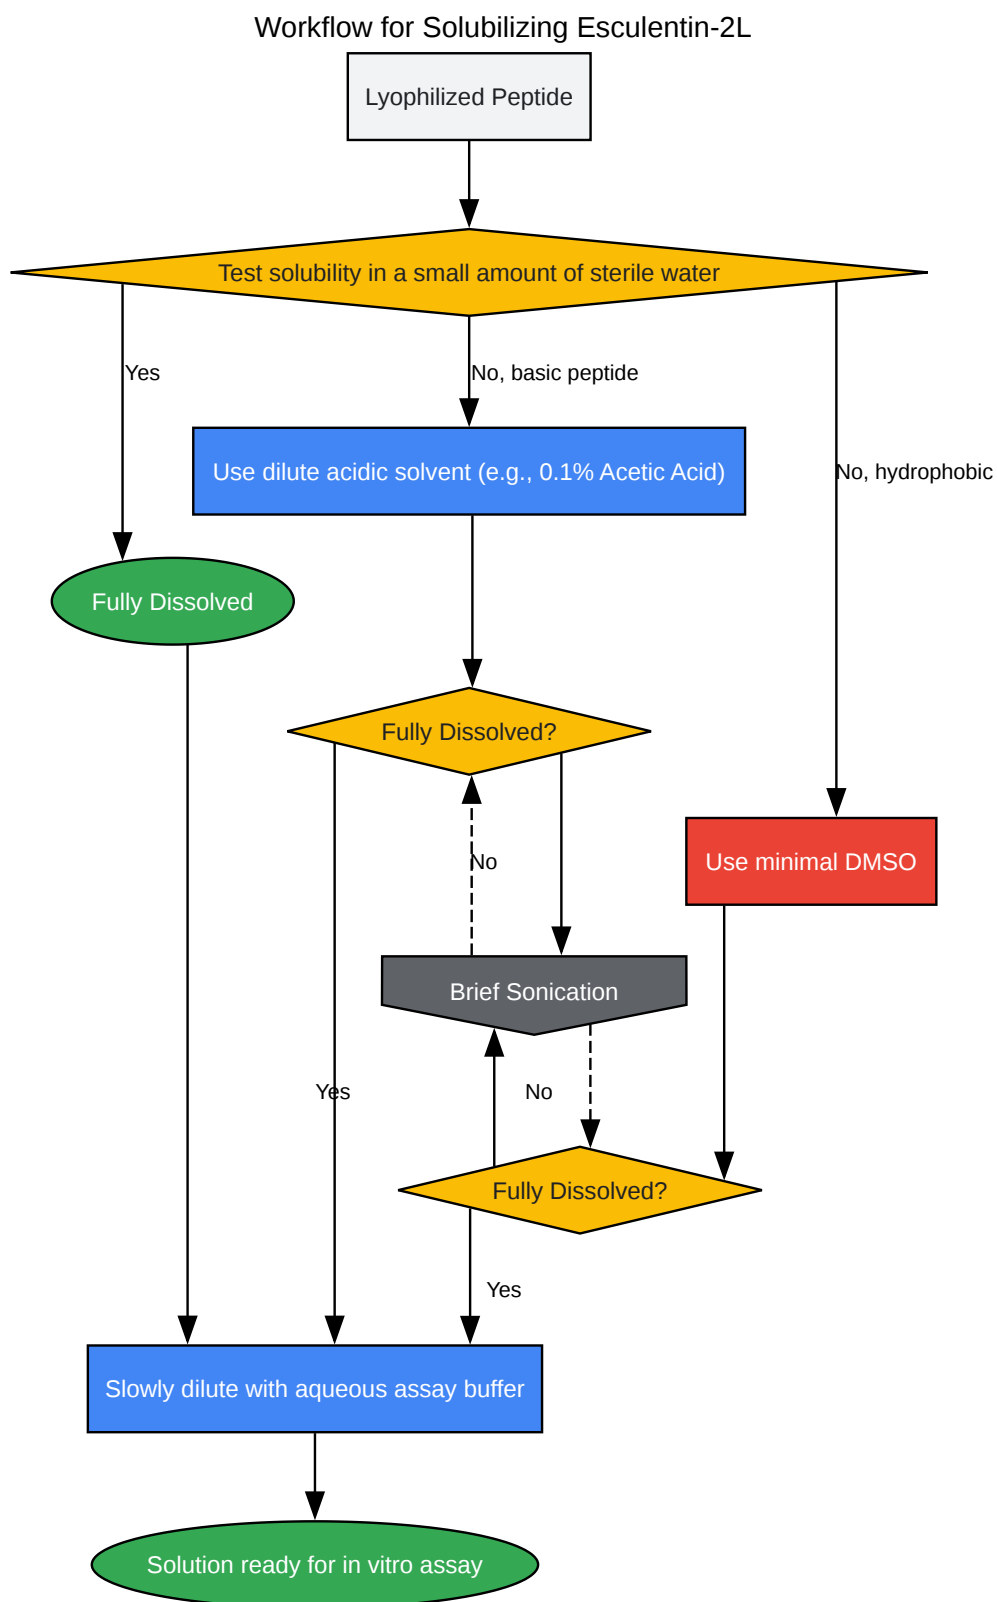 Workflow for Solubilizing Esculentin-2L
Lyophilized Peptide
Test solubility in a small amount of sterile water
Yes
No, basic peptide
Use dilute acidic solvent (e.g., 0.1% Acetic Acid)
No, hydrophobic
Fully Dissolved
Fully Dissolved?
No
Use minimal DMSO
Brief Sonication
Yes
No
Fully Dissolved?
Yes
Slowly dilute with aqueous assay buffer
Solution ready for in vitro assay